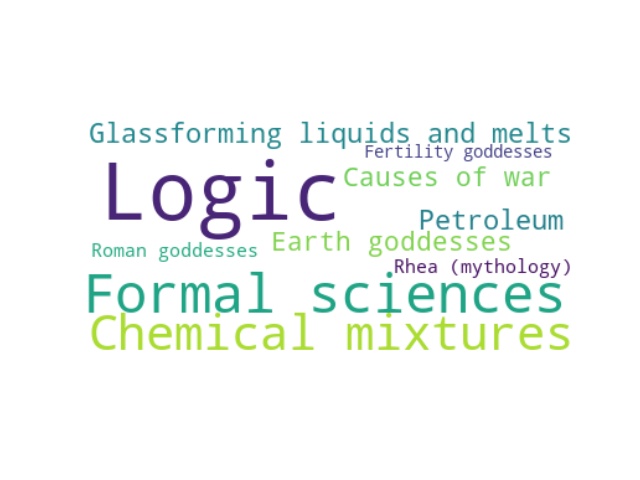 Glassforming liquids and melts
Fertility goddesses
Logic
Causes of war
Petroleum
Earth goddesses
Roman goddesses
Rhea (mythology)
Formal sciences
Chemical mixtures